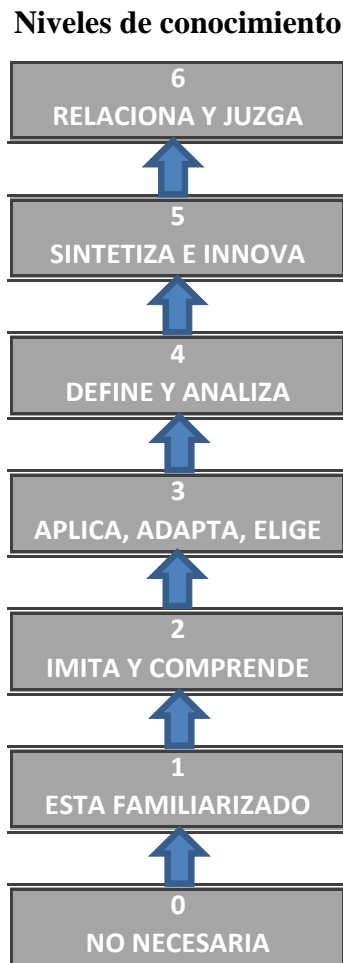 Niveles de conocimiento
6
RELACIONA Y JUZGA
5
SINTETIZA E INNOVA
4
DEFINE Y ANALIZA
3
APLICA, ADAPTA, ELIGE
2
IMITA Y COMPRENDE
1
ESTA FAMILIARIZADO
0
NO NECESARIA